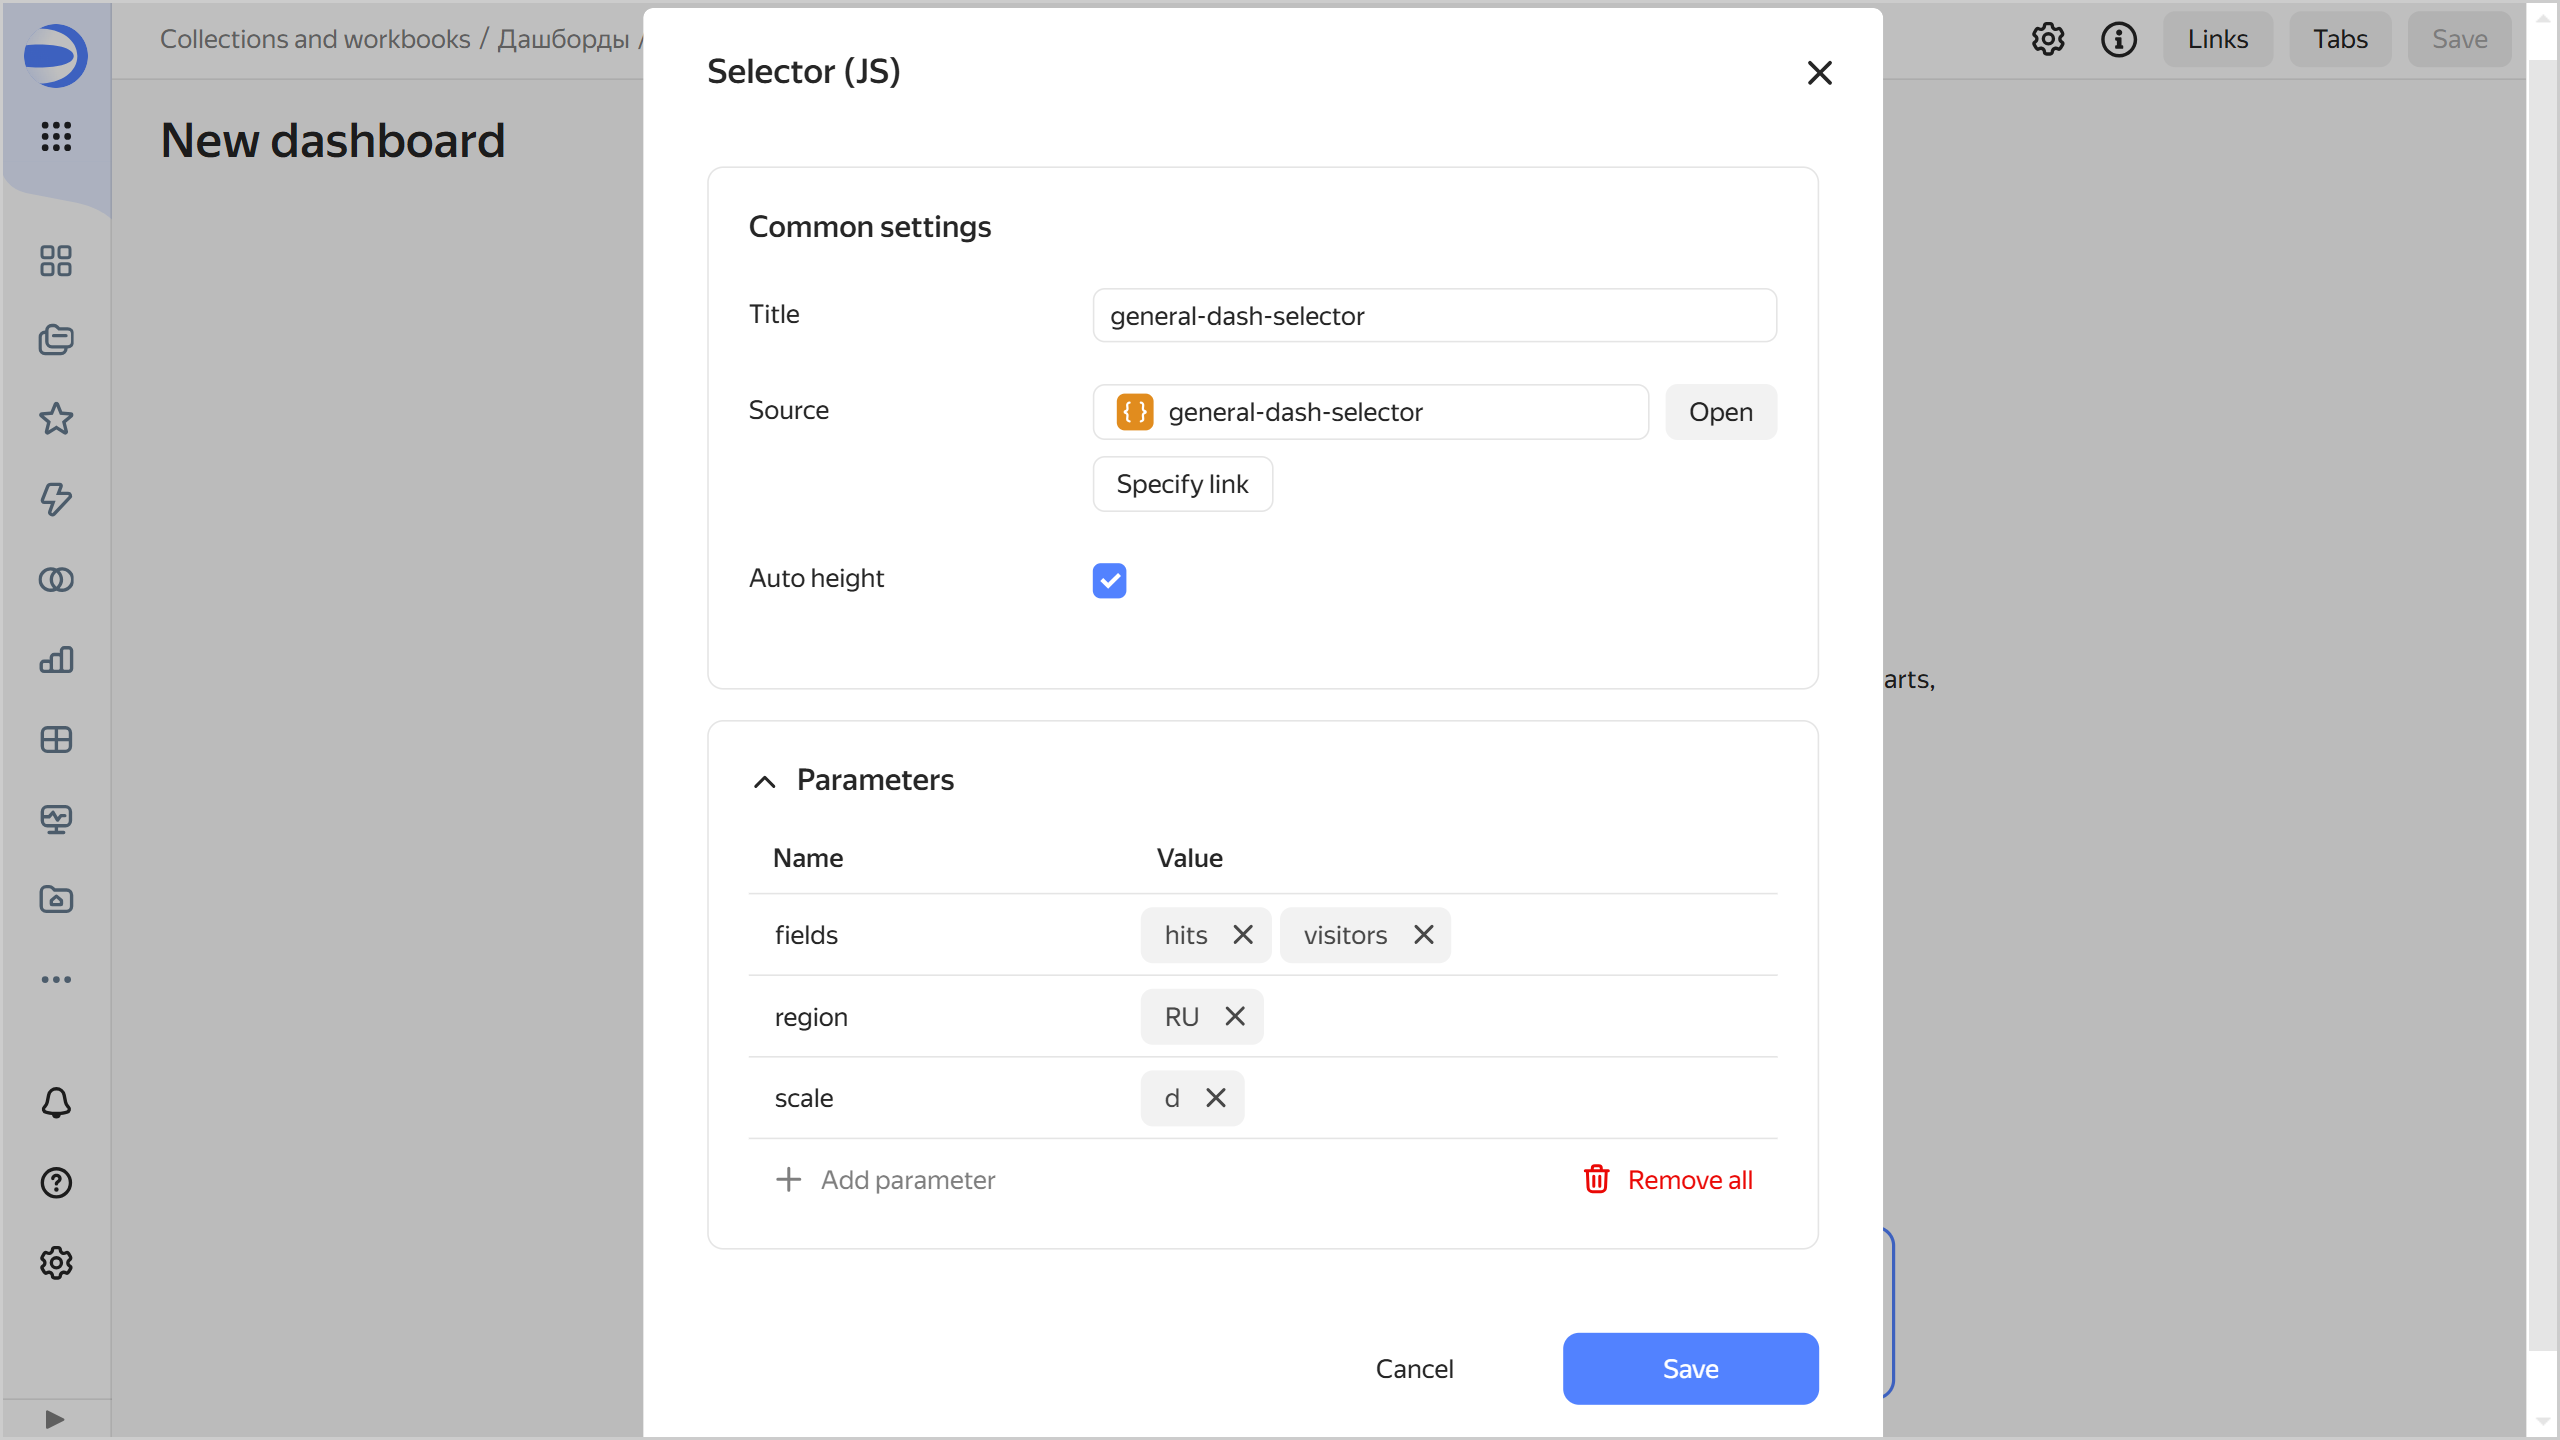 Collections and workbooks / Дашборды /
Links
Tabs
Save
New dashboard
Selector (JS)
Common settings
Title
general-dash-selector
Source
general-dash-selector
Open
Specify link
Auto height
arts,
Parameters
Name Value
fields hits visitors
region RU
scale d
Add parameter
Remove all
Cancel
Save